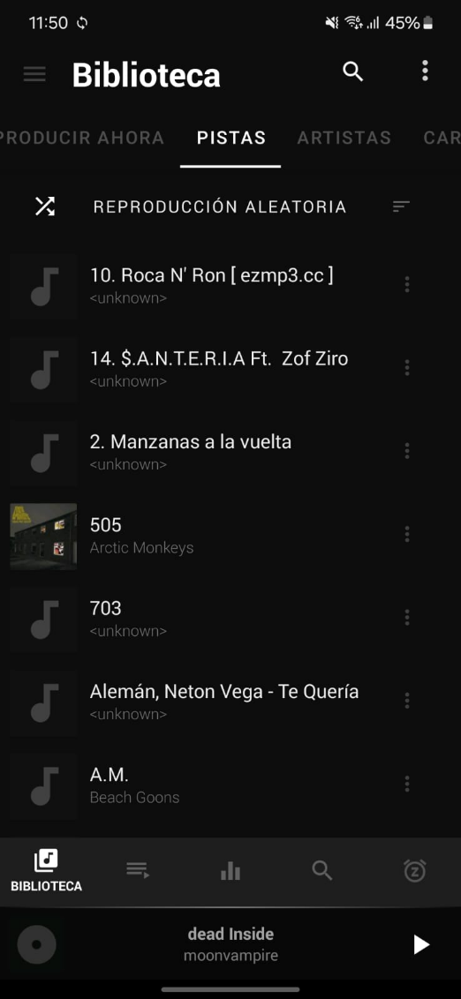 11:50
45%
Biblioteca
PRODUCIR AHORA
PISTAS
ARTISTAS
CAR
REPRODUCCIÓN ALEATORIA
10. Roca N' Ron [ ezmp3.cc ]
<unknown>
14. $.A.N.T.E.R.I.A Ft.  Zof Ziro
<unknown>
2. Manzanas a la vuelta
<unknown>
505
Arctic Monkeys
703
<unknown>
Alemán, Neton Vega - Te Quería
<unknown>
A.M.
Beach Goons
BIBLIOTECA
dead Inside
moonvampire